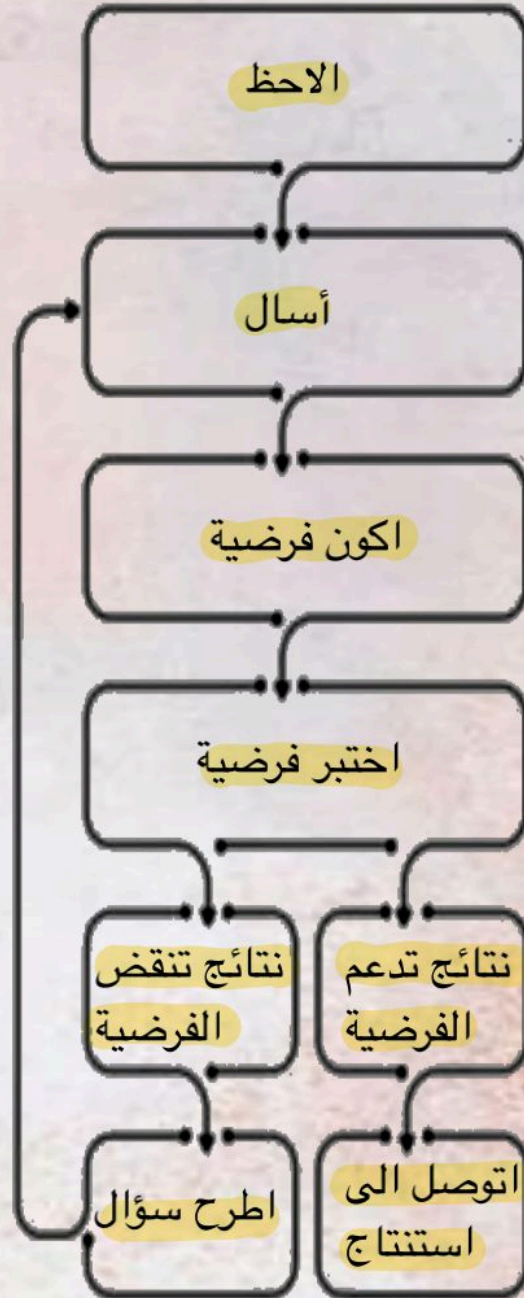 الاحظ
أسال
اكون فرضية
اختبر فرضية
نتائج تدعم
الفرضية
نتائج تنقض
الفرضية
اتوصل الى
استنتاج
اطرح سؤال